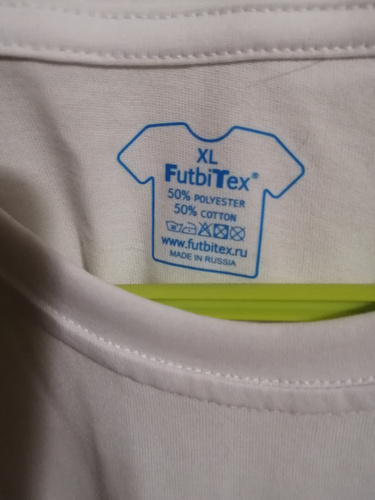 XL
FutbiTex®
50% POLYESTER
50% COTTON
www.futbitex.ru
MADE IN RUSSIA